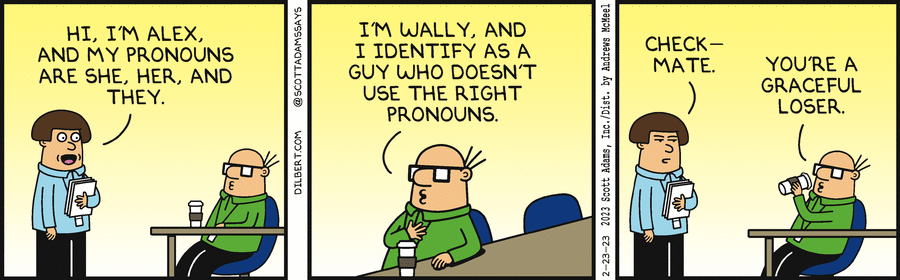 HI, I'M ALEX,
AND MY PRONOUNS
ARE SHE, HER, AND
THEY.
DILBERT.COM @SCOTTADAMSSAYS
I'M WALLY, AND
I IDENTIFY AS A
GUY WHO DOESN'T
USE THE RIGHT
PRONOUNS.
2-23-23 2023 Scott Adams, Inc./Dist. by Andrews McMeel
CHECK-
MATE.
YOU'RE A
GRACEFUL
LOSER.